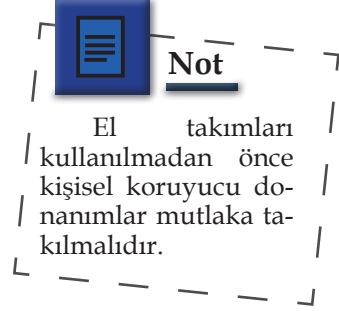 Not
El takımları
kullanılmadan önce
kişisel koruyucu do-
nanımlar mutlaka ta-
kılmalıdır.